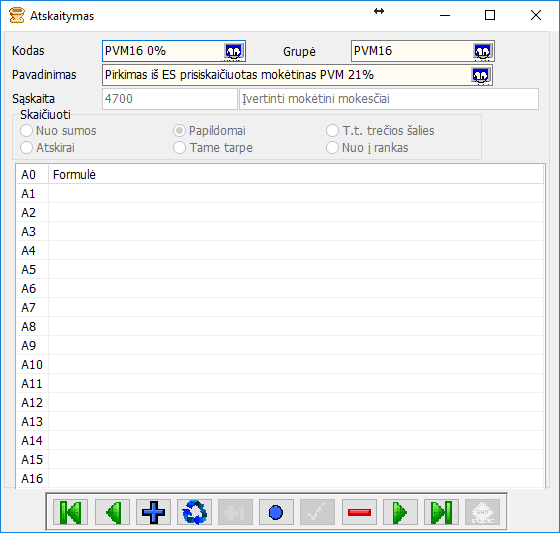 Atskaitymas
Kodas PVM16 0% Grupė PVM16
Pavadinimas Pirkimas iš ES prisiskaičiuotas mokėtinas PVM 21%
Sąskaita 4700 Įvertinti mokėtini mokesčiai
Skaičiuoti
Nuo sumos Papildomai T.t. trečios šalies
Atskirai Tame tarpe Nuo į rankas
A0 Formulė
A1
A2
A3
A4
A5
A6
A7
A8
A9
A10
A11
A12
A13
A14
A15
A16